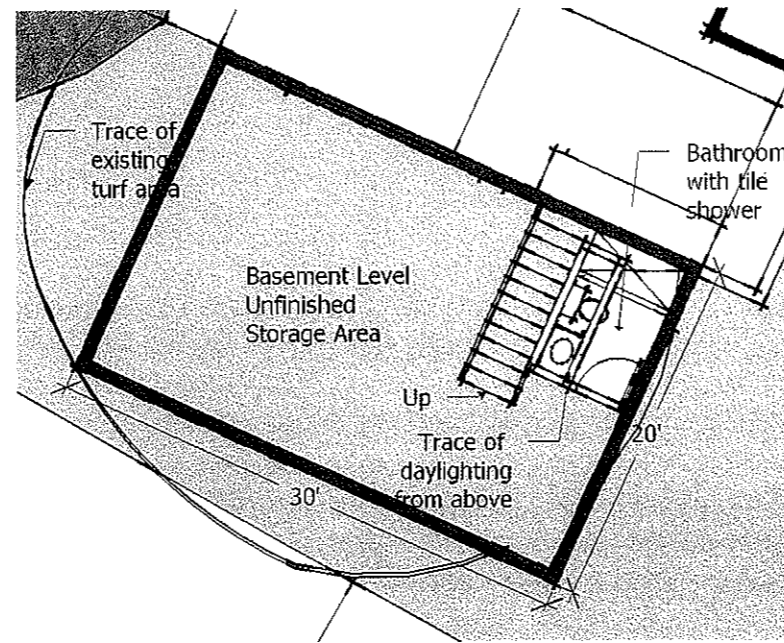 Trace of
existing
turf area
Bathroom
with tile
shower
Basement Level
Unfinished
Storage Area
Up
Trace of
daylighting
from above
20'
30'